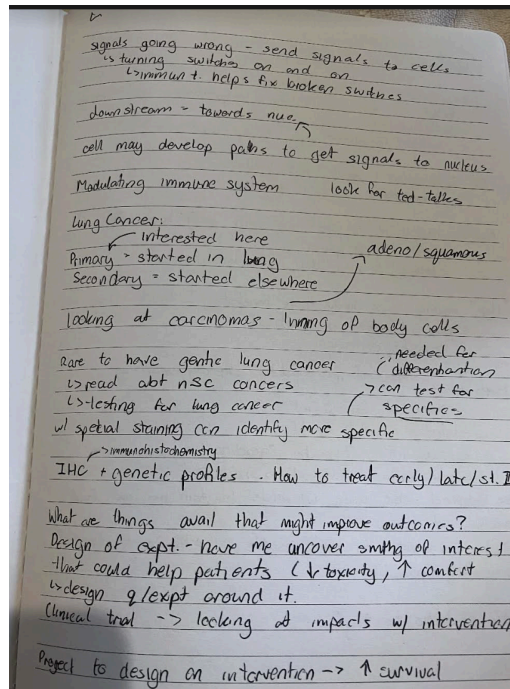 signals going wrong - send signals to cells
↳ turning switches on and on
↳ immun t. helps fix broken switches
downstream = towards nuc
cell may develop paths to get signals to nucleus
Modulating immune system look for ted-talks
Lung Cancer:
interested here
adeno/squamous
Primary = started in lung
Secondary = started elsewhere
looking at carcinomas - lining of body cells
Rare to have gentic lung cancer needed for differentiation
↳ read abt nsc cancers → can test for
↳ testing for lung cancer specifics
w/ special staining can identify more specific
→ immunohistochemistry
IHC + genetic profiles. How to treat early/late/st.
What are things avail that might improve outcomes?
Design of expt. - have me uncover smthg of interest
that could help patients (↓ toxicity, ↑ comfort
↳ design q/expt around it.
Clinical trial --> looking at impacts w/ intervention
Project to design an intervention --> ↑ survival